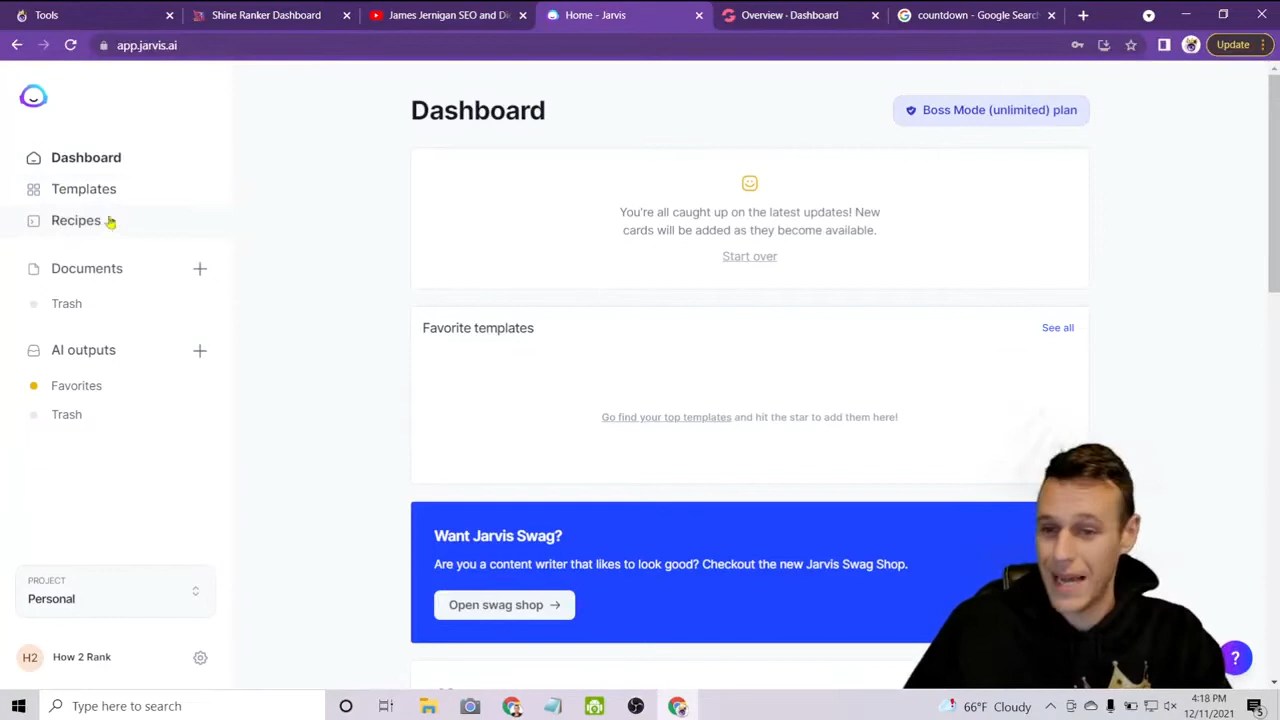 Tools
Shine Ranker Dashboard
James Jernigan SEO and Di
Home - Jarvis
Overview - Dashboard
countdown - Google Search
app.jarvis.ai
Update
Dashboard
Templates
Recipes
Documents
Trash
AI outputs
Favorites
Trash
PROJECT
Personal
H2 How 2 Rank
Dashboard
Boss Mode (unlimited) plan
You're all caught up on the latest updates! New
cards will be added as they become available.
Start over
Favorite templates
See all
Go find your top templates and hit the star to add them here!
Want Jarvis Swag?
Are you a content writer that likes to look good? Checkout the new Jarvis Swag Shop.
Open swag shop →
?
Type here to search
66°F Cloudy
4:18 PM
12/11/2021
5